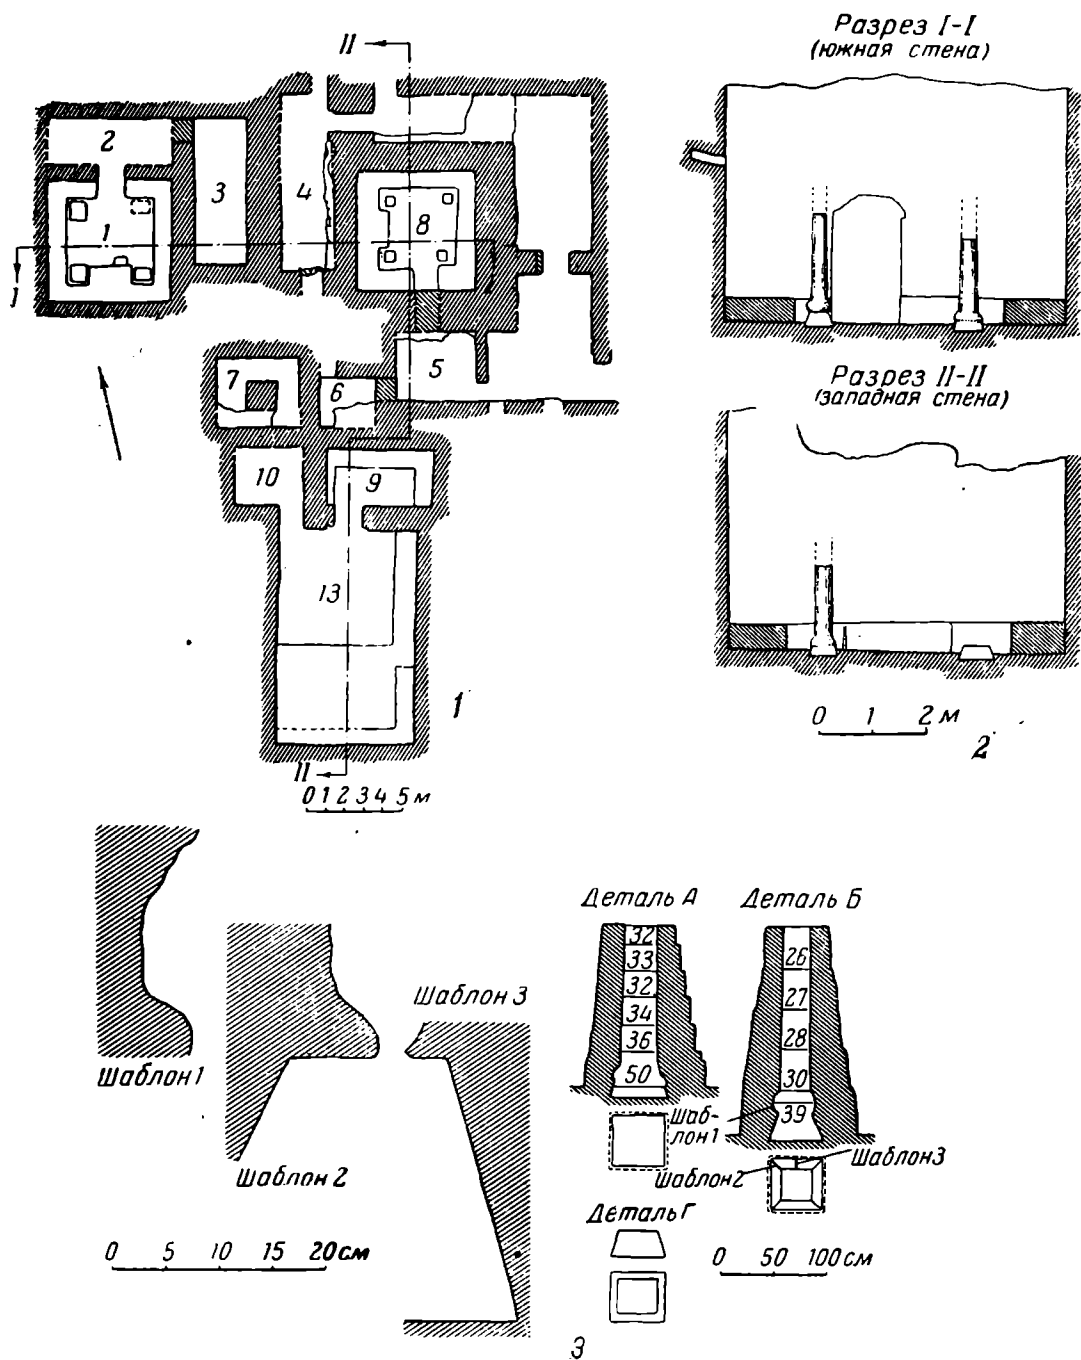 II
2
3
4
1
8
I
7
6
5
10
9
13
II
0 1 2 3 4 5 м
1
Разрез I-I
(южная стена)
Разрез II-II
(западная стена)
0 1 2 м
2
Шаблон 1
Шаблон 2
Шаблон 3
0 5 10 15 20 см
Деталь А
32
33
32
34
36
50
Шаб-
лон 1
Деталь Б
26
27
28
30
39
Шаблон 2
Шаблон 3
Деталь Г
0 50 100 см
3